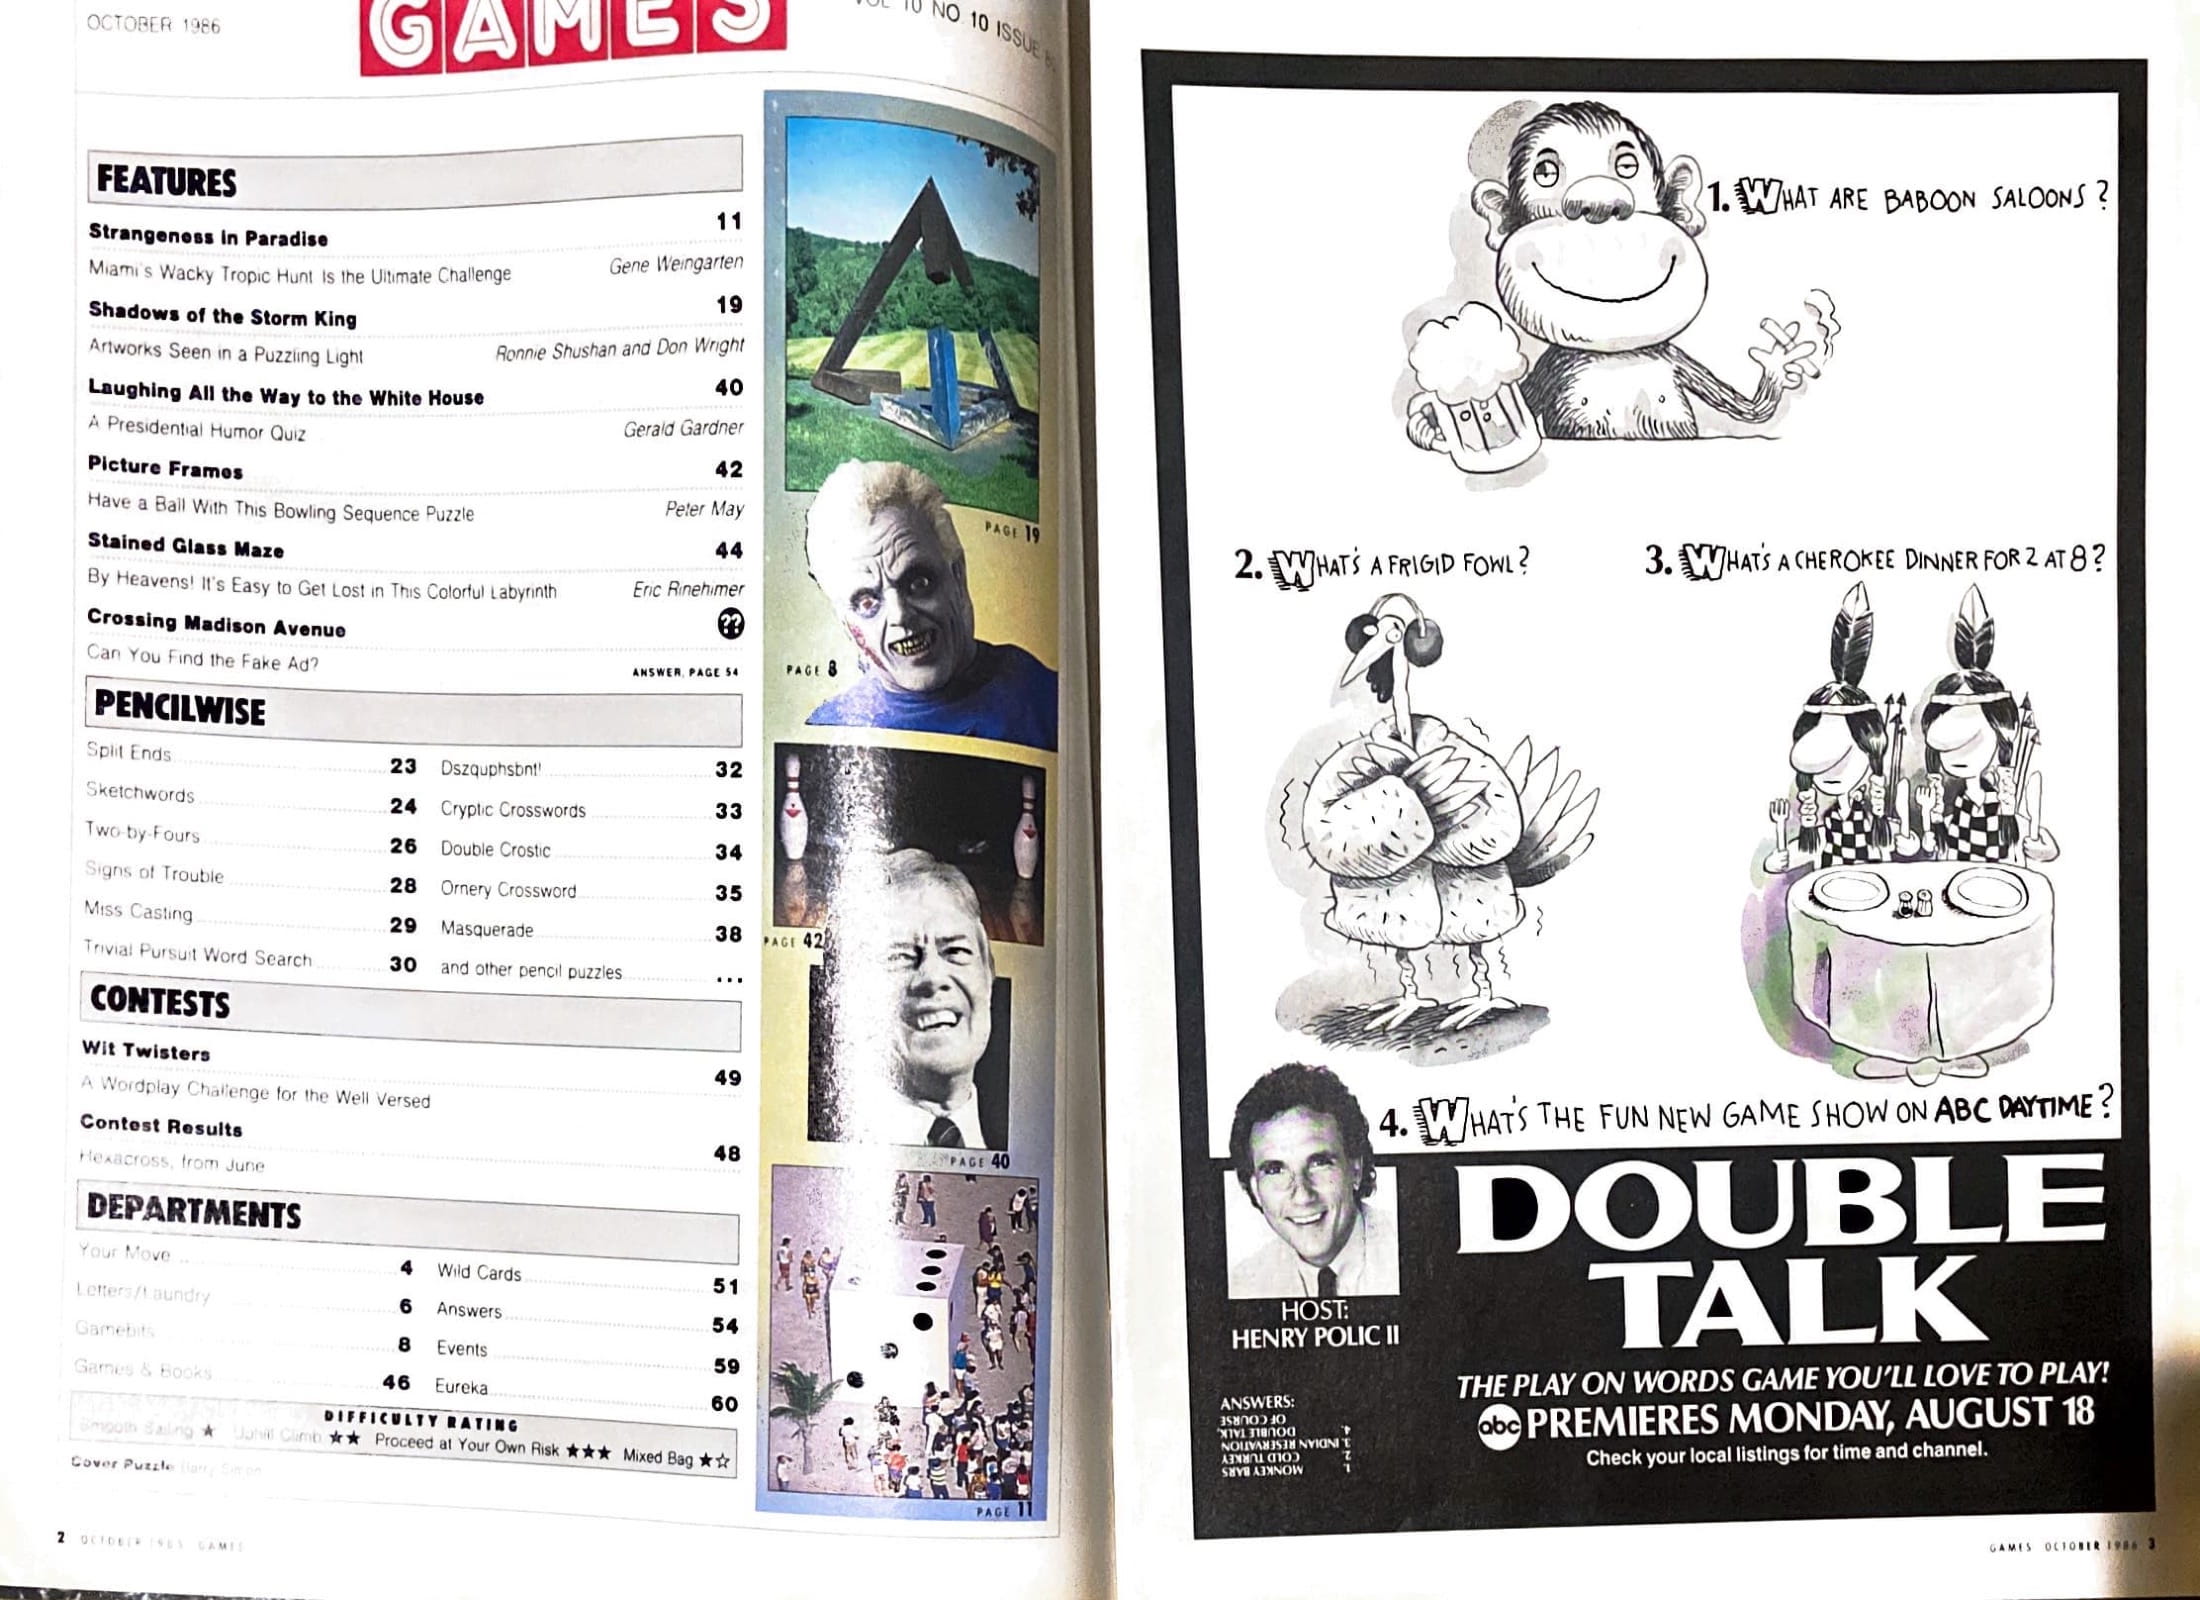 OCTOBER 1986
GAMES
VOL 10 NO. 10 ISSUE
FEATURES
Strangeness in Paradise 11
Miami's Wacky Tropic Hunt Is the Ultimate Challenge Gene Weingarten
Shadows of the Storm King 19
Artworks Seen in a Puzzling Light Ronnie Shushan and Don Wright
Laughing All the Way to the White House 40
A Presidential Humor Quiz Gerald Gardner
Picture Frames 42
Have a Ball With This Bowling Sequence Puzzle Peter May
Stained Glass Maze 44
By Heavens! It's Easy to Get Lost in This Colorful Labyrinth Eric Rinehimer
Crossing Madison Avenue ??
Can You Find the Fake Ad? ANSWER, PAGE 54
PENCILWISE
Split Ends 23
Sketchwords 24
Two-by-Fours 26
Signs of Trouble 28
Miss Casting 29
Trivial Pursuit Word Search 30
Dszquphsbnt! 32
Cryptic Crosswords 33
Double Crostic 34
Ornery Crossword 35
Masquerade 38
and other pencil puzzles ...
CONTESTS
Wit Twisters 49
A Wordplay Challenge for the Well Versed
Contest Results 48
Hexacross, from June
DEPARTMENTS
Your Move 4
Letters/Laundry 6
Gamebits 8
Games & Books 46
Wild Cards 51
Answers 54
Events 59
Eureka 60
DIFFICULTY RATING
Smooth Sailing ★ Uphill Climb ★★ Proceed at Your Own Risk ★★★ Mixed Bag ★☆
Cover Puzzle Harry Simon
2 OCTOBER GAMES
PAGE 19
PAGE 8
PAGE 42
PAGE 40
PAGE 11
1. WHAT ARE BABOON SALOONS?
2. WHAT'S A FRIGID FOWL?
3. WHAT'S A CHEROKEE DINNER FOR 2 AT 8?
4. WHAT'S THE FUN NEW GAME SHOW ON ABC DAYTIME?
DOUBLE
TALK
HOST:
HENRY POLIC II
THE PLAY ON WORDS GAME YOU'LL LOVE TO PLAY!
abc PREMIERES MONDAY, AUGUST 18
Check your local listings for time and channel.
ANSWERS:
1. MONKEY BARS
2. COLD TURKEY
3. INDIAN RESERVATION
4. DOUBLE TALK,
OF COURSE
GAMES OCTOBER 1986 3